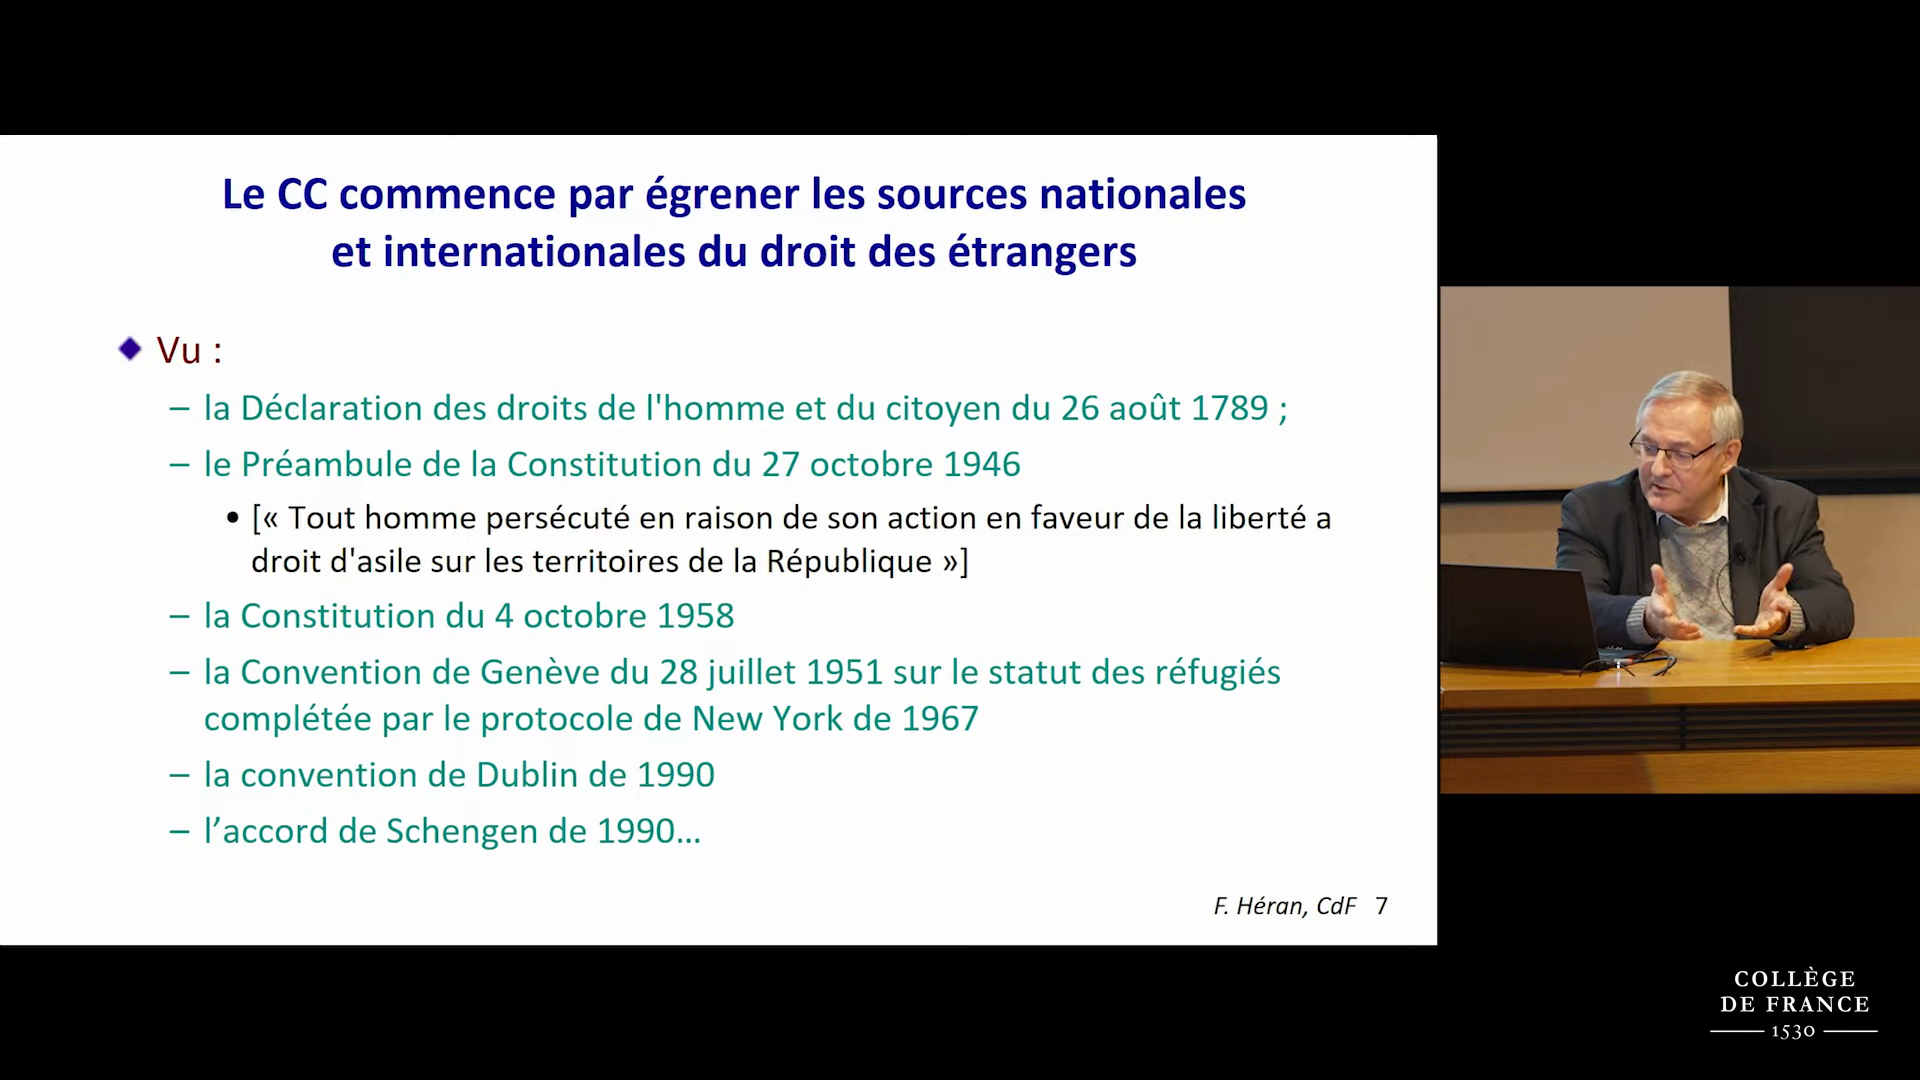 Le CC commence par égrener les sources nationales
et internationales du droit des étrangers
Vu :
– la Déclaration des droits de l'homme et du citoyen du 26 août 1789 ;
– le Préambule de la Constitution du 27 octobre 1946
• [« Tout homme persécuté en raison de son action en faveur de la liberté a
droit d'asile sur les territoires de la République »]
– la Constitution du 4 octobre 1958
– la Convention de Genève du 28 juillet 1951 sur le statut des réfugiés
complétée par le protocole de New York de 1967
– la convention de Dublin de 1990
– l’accord de Schengen de 1990…
F. Héran, CdF 7
COLLÈGE
DE FRANCE
1530